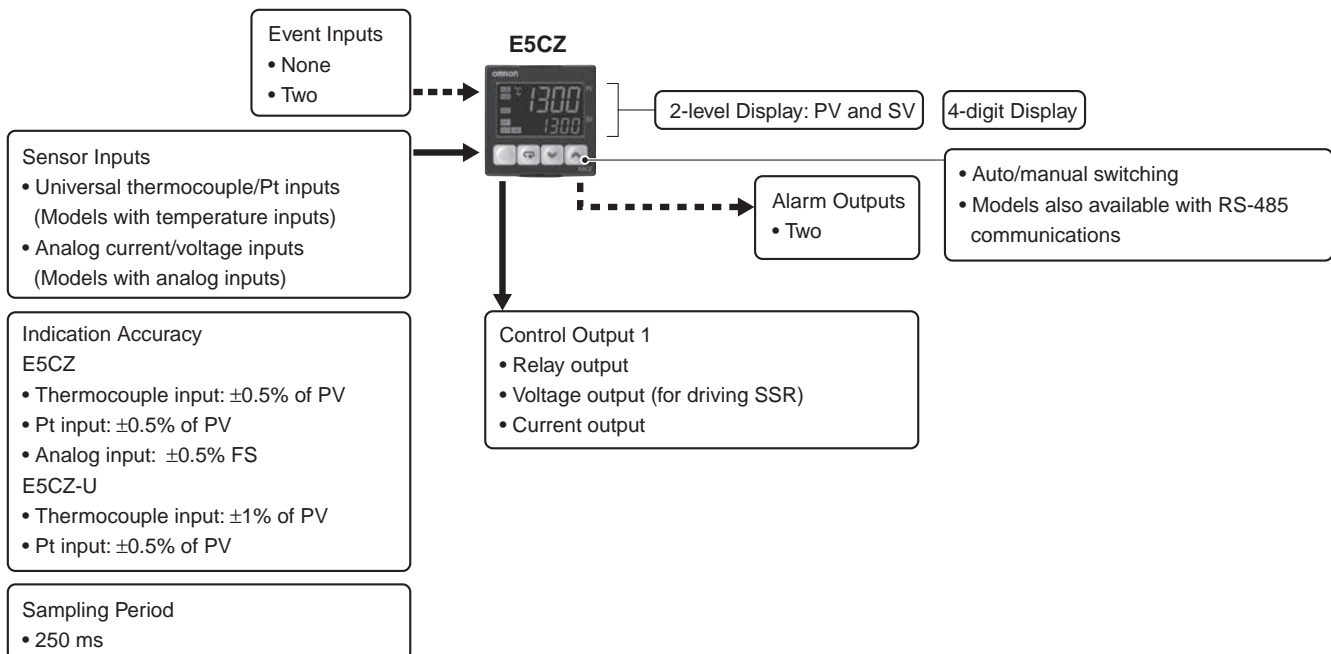 Event Inputs
• None
• Two
E5CZ
omron
°C
1300
PV
1300
2-level Display: PV and SV
4-digit Display
Sensor Inputs
• Universal thermocouple/Pt inputs
(Models with temperature inputs)
• Analog current/voltage inputs
(Models with analog inputs)
Alarm Outputs
• Two
• Auto/manual switching
• Models also available with RS-485
communications
Indication Accuracy
E5CZ
• Thermocouple input: ±0.5% of PV
• Pt input: ±0.5% of PV
• Analog input: ±0.5% FS
E5CZ-U
• Thermocouple input: ±1% of PV
• Pt input: ±0.5% of PV
Control Output 1
• Relay output
• Voltage output (for driving SSR)
• Current output
Sampling Period
• 250 ms